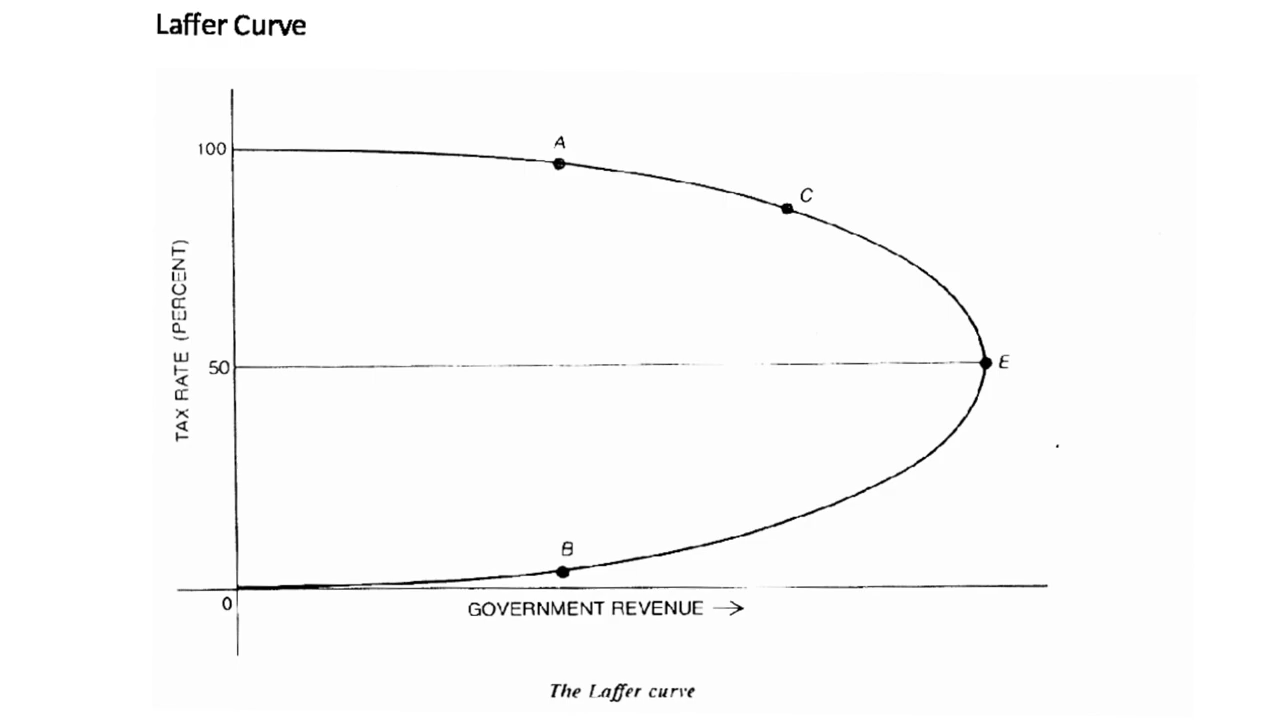 Laffer Curve
A
100
C
TAX RATE (PERCENT)
50
E
B
0
GOVERNMENT REVENUE →
The Laffer curve